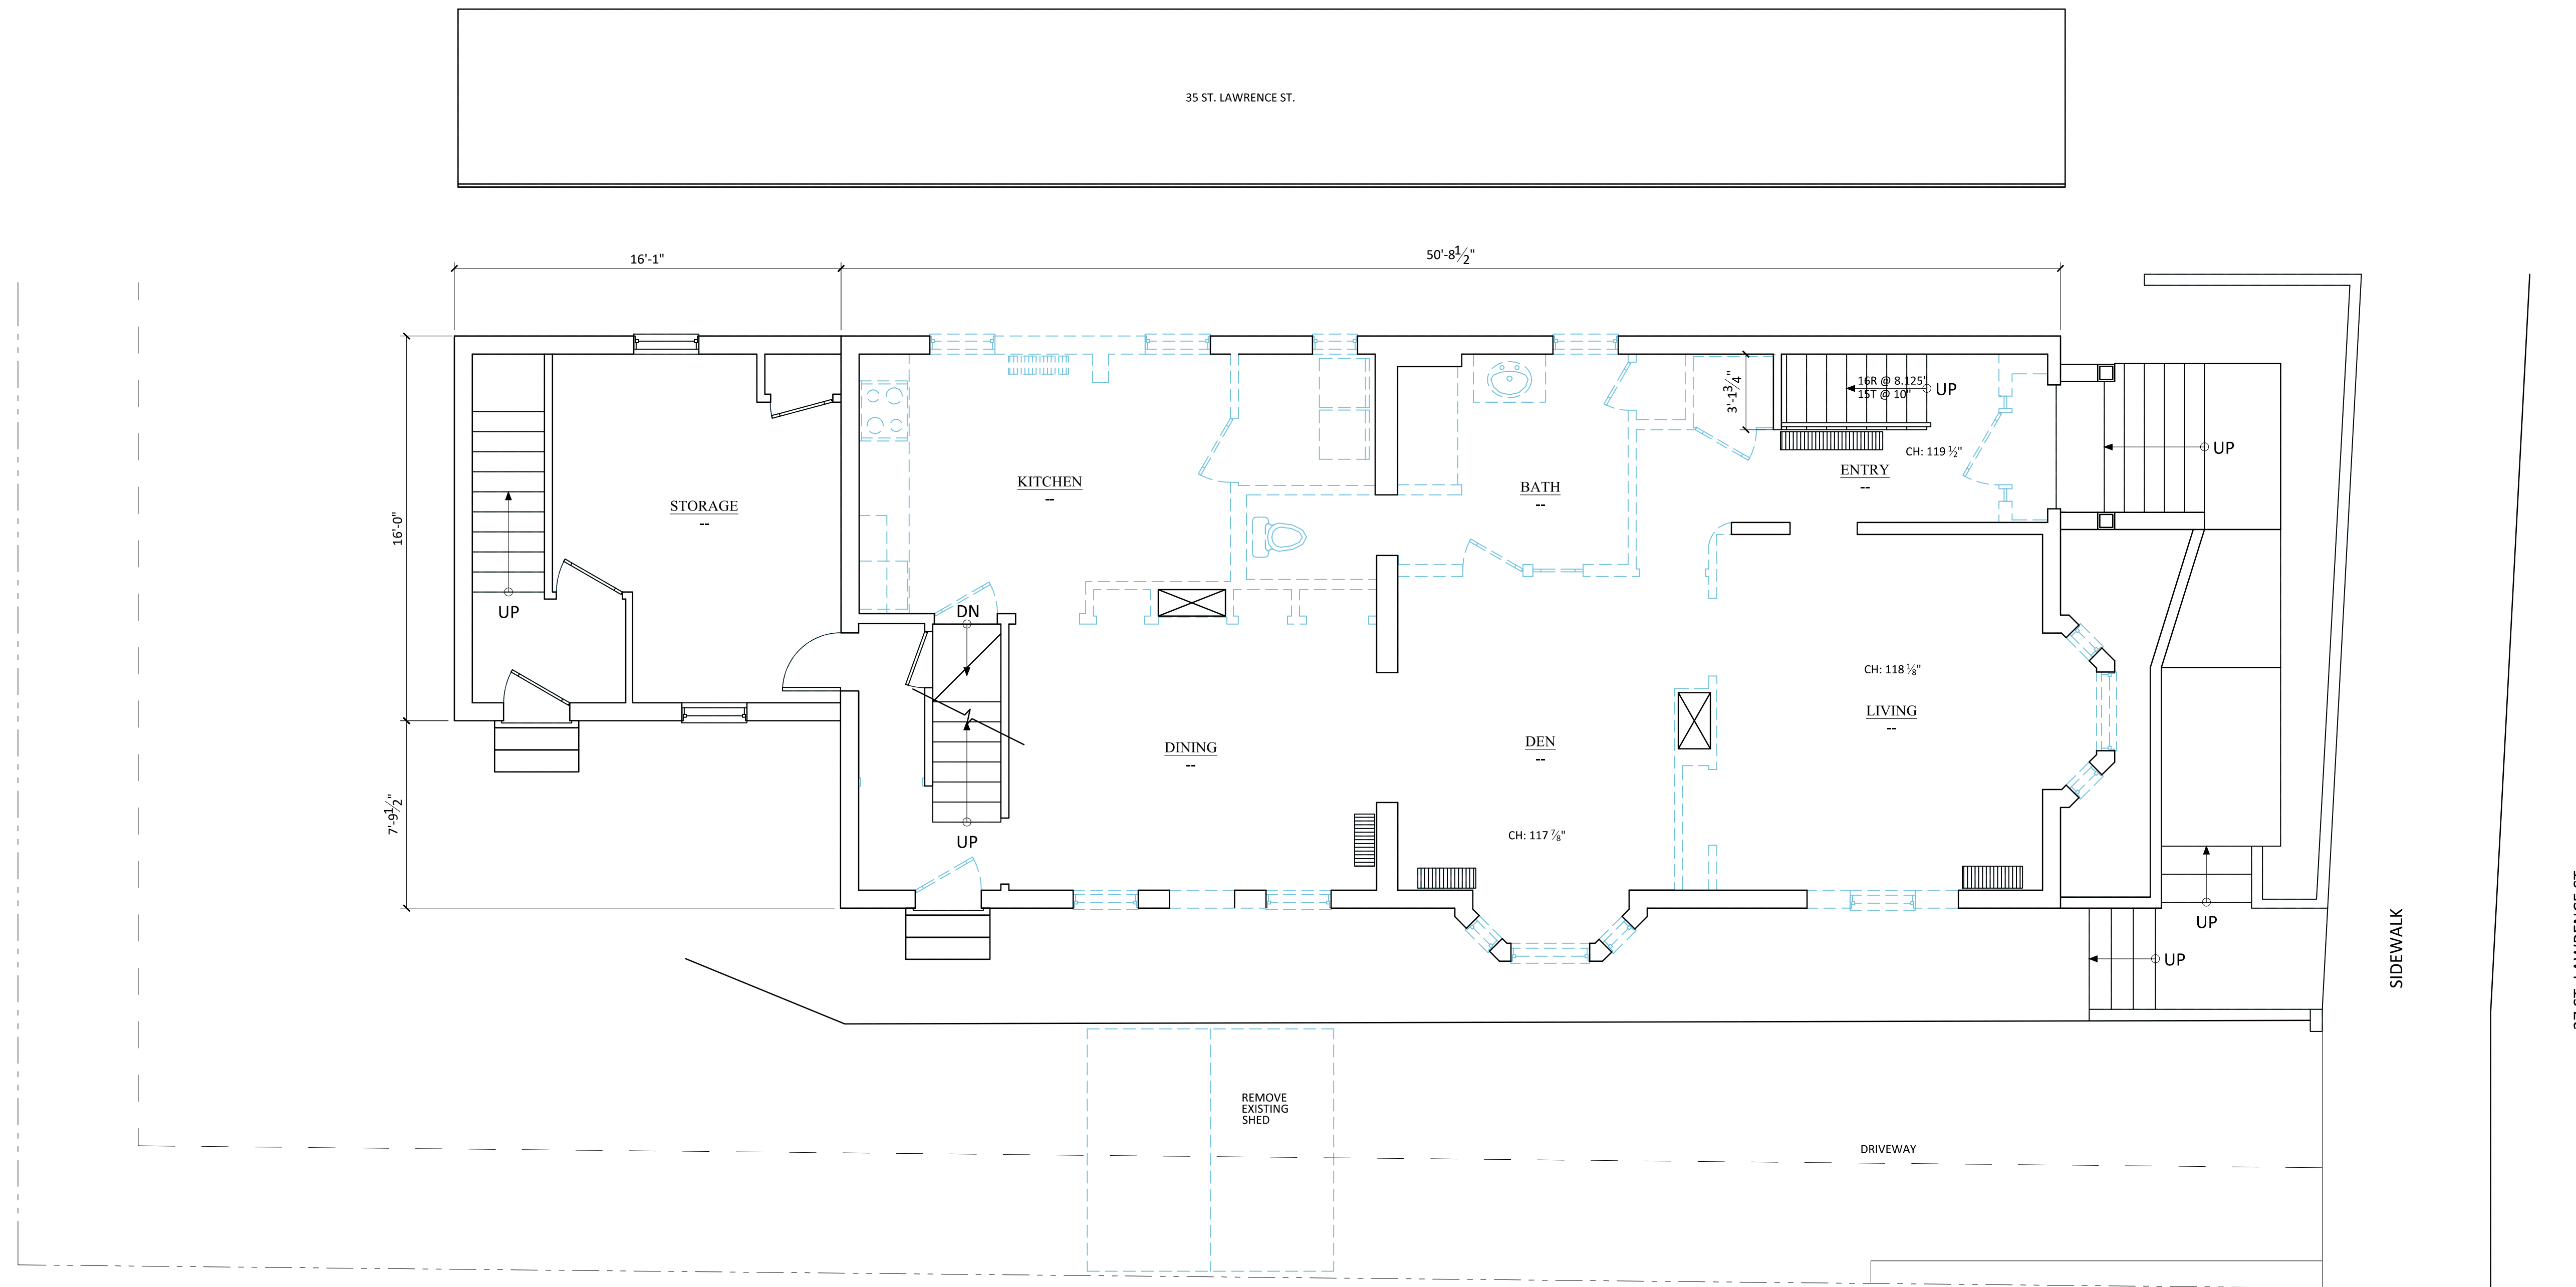 35 ST. LAWRENCE ST.
16'-1"
50'-8 1/2"
3'-1 3/4"
16R @ 8.125"
15T @ 10"
UP
CH: 119 1/2"
UP
ENTRY
--
KITCHEN
--
BATH
--
STORAGE
--
16'-0"
UP
DN
CH: 118 1/8"
LIVING
--
DINING
--
DEN
--
7'-9 1/2"
CH: 117 7/8"
UP
UP
UP
SIDEWALK
REMOVE
EXISTING
SHED
DRIVEWAY